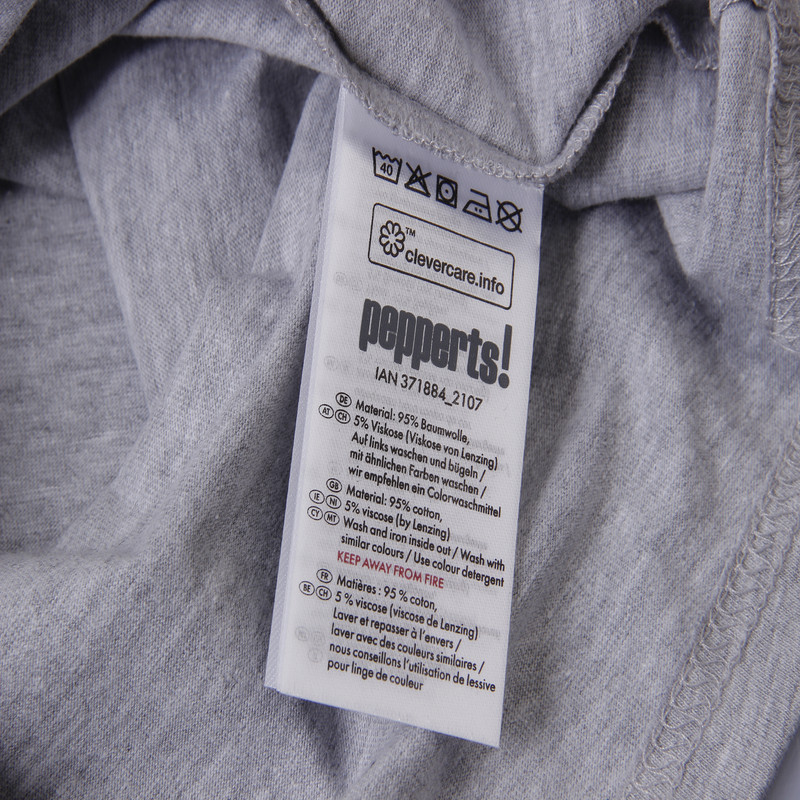 40
™
clevercare.info
pepperts!
IAN 371884_2107
DE Material: 95% Baumwolle,
AT CH 5% Viskose (Viskose von Lenzing)
Auf links waschen und bügeln /
mit ähnlichen Farben waschen /
wir empfehlen ein Colorwaschmittel
GB Material: 95% cotton,
IE NI 5% viscose (by Lenzing)
CY MT Wash and iron inside out / Wash with
similar colours / Use colour detergent
KEEP AWAY FROM FIRE
FR Matières : 95 % coton,
BE CH 5 % viscose (viscose de Lenzing)
Laver et repasser à l'envers /
laver avec des couleurs similaires /
nous conseillons l'utilisation de lessive
pour linge de couleur